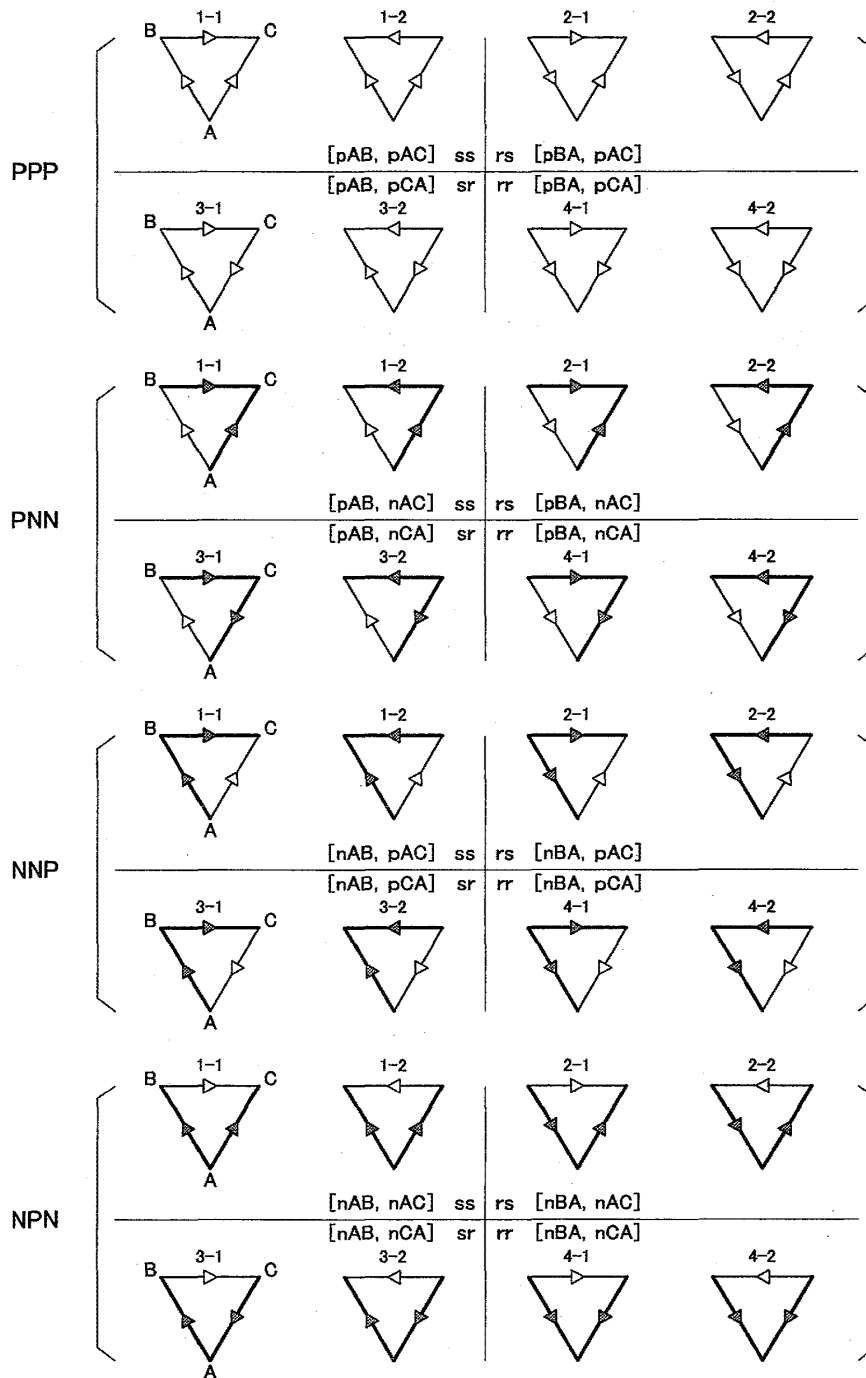 1-1 1-2 2-1 2-2
B C
A
[pAB, pAC] ss rs [pBA, pAC]
PPP
[pAB, pCA] sr rr [pBA, pCA]
3-1 3-2 4-1 4-2
B C
A
1-1 1-2 2-1 2-2
B C
A
[pAB, nAC] ss rs [pBA, nAC]
PNN
[pAB, nCA] sr rr [pBA, nCA]
3-1 3-2 4-1 4-2
B C
A
1-1 1-2 2-1 2-2
B C
A
[nAB, pAC] ss rs [nBA, pAC]
NNP
[nAB, pCA] sr rr [nBA, pCA]
3-1 3-2 4-1 4-2
B C
A
1-1 1-2 2-1 2-2
B C
A
[nAB, nAC] ss rs [nBA, nAC]
NPN
[nAB, nCA] sr rr [nBA, nCA]
3-1 3-2 4-1 4-2
B C
A